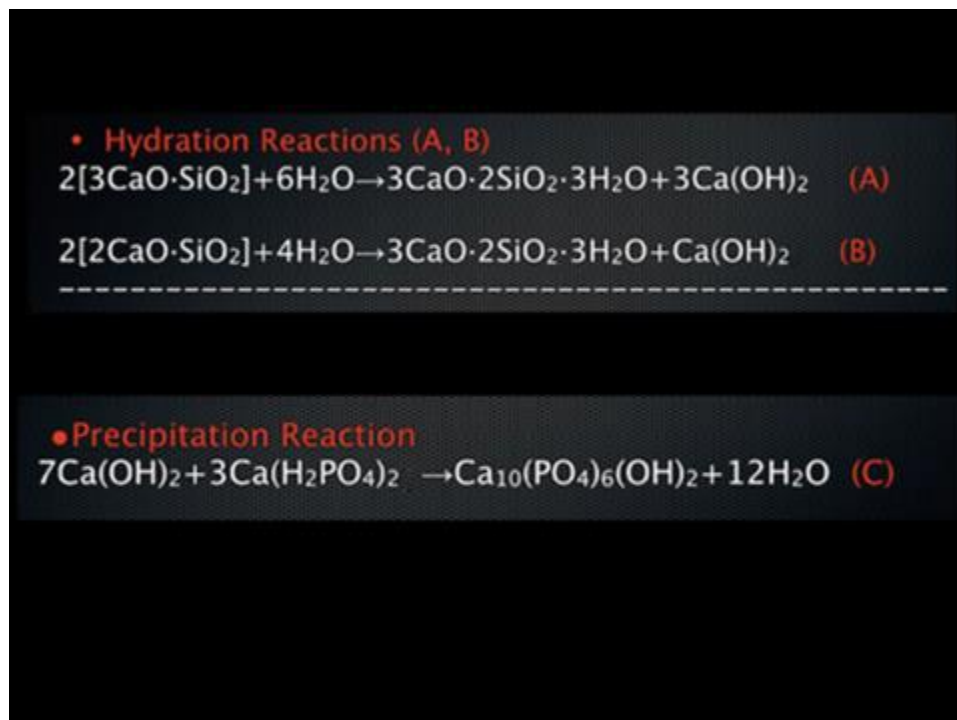 • Hydration Reactions (A, B)
2[3CaO·SiO₂]+6H₂O→3CaO·2SiO₂·3H₂O+3Ca(OH)₂ (A)
2[2CaO·SiO₂]+4H₂O→3CaO·2SiO₂·3H₂O+Ca(OH)₂ (B)
--------------------------------------------------
●Precipitation Reaction
7Ca(OH)₂+3Ca(H₂PO₄)₂ →Ca₁₀(PO₄)₆(OH)₂+12H₂O (C)